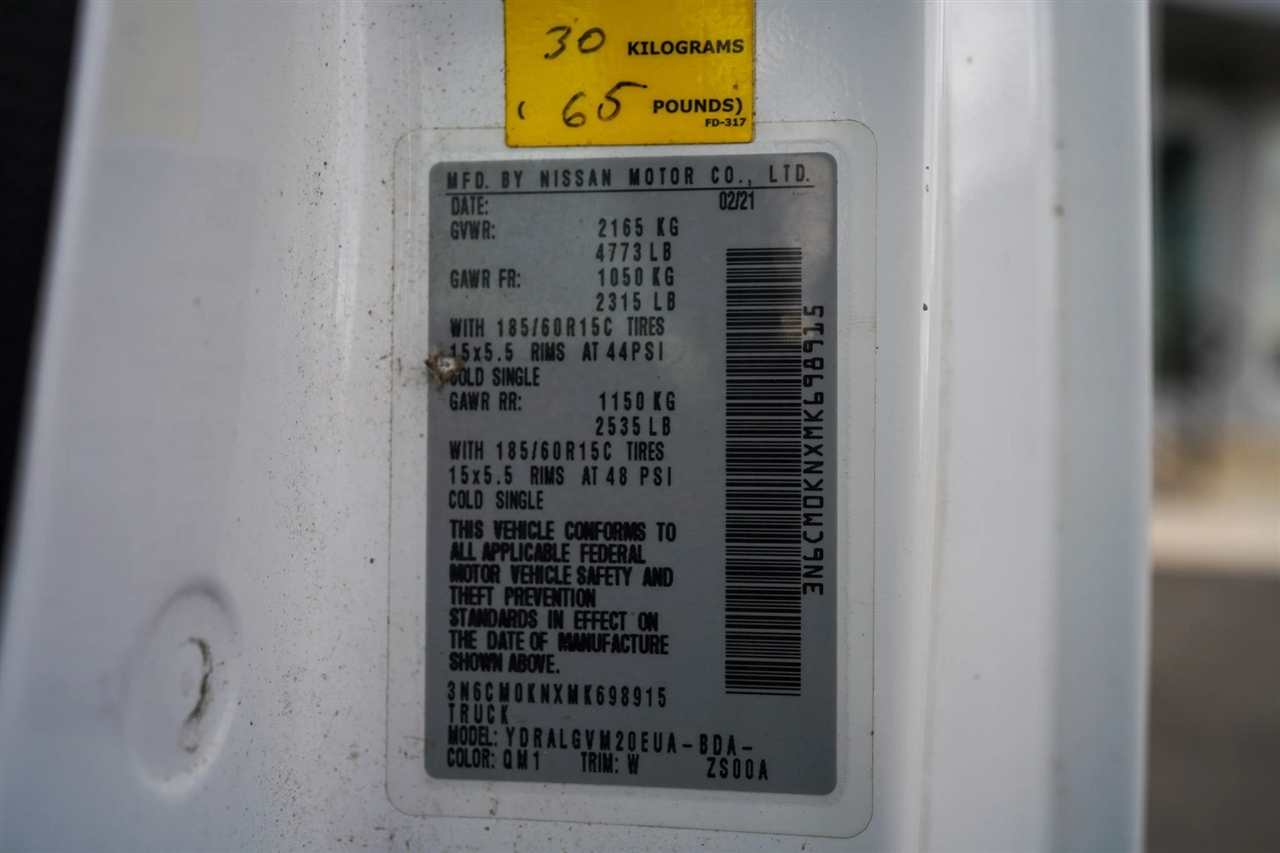 30 KILOGRAMS
( 65 POUNDS)
FD-317
MFD. BY NISSAN MOTOR CO., LTD.
DATE: 02/21
GVWR: 2165 KG
4773 LB
GAWR FR: 1050 KG
2315 LB
WITH 185/60R15C TIRES
15x5.5 RIMS AT 44PSI
COLD SINGLE
GAWR RR: 1150 KG
2535 LB
WITH 185/60R15C TIRES
15x5.5 RIMS AT 48 PSI
COLD SINGLE
THIS VEHICLE CONFORMS TO
ALL APPLICABLE FEDERAL
MOTOR VEHICLE SAFETY AND
THEFT PREVENTION
STANDARDS IN EFFECT ON
THE DATE OF MANUFACTURE
SHOWN ABOVE.
3N6CM0KNXMK698915
TRUCK
MODEL: YDRALGVM20EUA-BDA-
COLOR: QM1 TRIM: W ZS00A
3N6CM0KNXMK698915